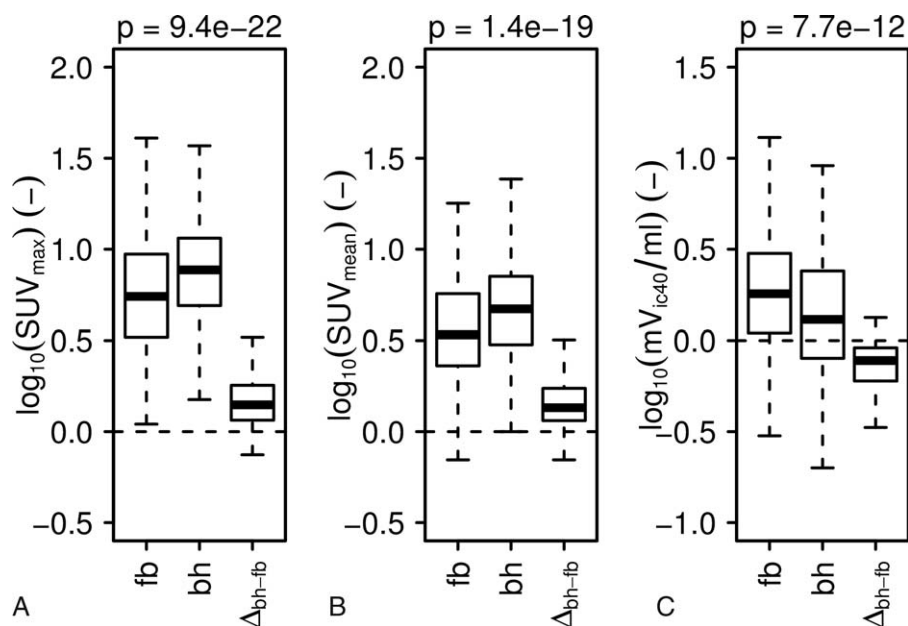 p = 9.4e−22
log₁₀(SUVₘₐₓ) (−)
2.0
1.5
1.0
0.5
0.0
−0.5
fb
bh
Δbh−fb
A
p = 1.4e−19
log₁₀(SUVmean) (−)
2.0
1.5
1.0
0.5
0.0
−0.5
fb
bh
Δbh−fb
B
p = 7.7e−12
log₁₀(mVic40/ml) (−)
1.5
1.0
0.5
0.0
−0.5
−1.0
fb
bh
Δbh−fb
C